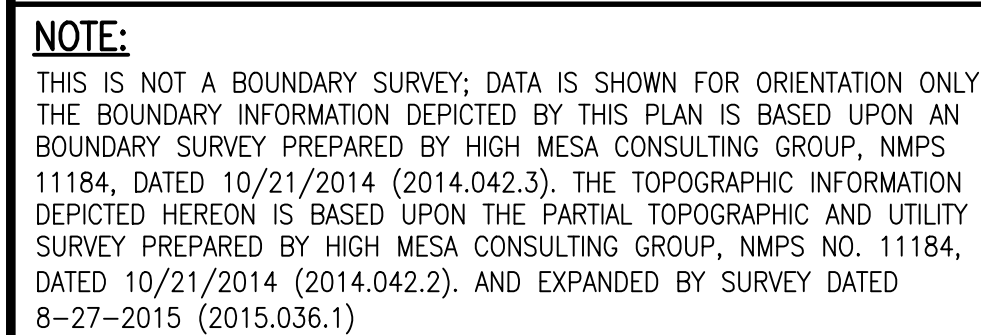 NOTE:
THIS IS NOT A BOUNDARY SURVEY; DATA IS SHOWN FOR ORIENTATION ONLY
THE BOUNDARY INFORMATION DEPICTED BY THIS PLAN IS BASED UPON AN
BOUNDARY SURVEY PREPARED BY HIGH MESA CONSULTING GROUP, NMPS
11184, DATED 10/21/2014 (2014.042.3). THE TOPOGRAPHIC INFORMATION
DEPICTED HEREON IS BASED UPON THE PARTIAL TOPOGRAPHIC AND UTILITY
SURVEY PREPARED BY HIGH MESA CONSULTING GROUP, NMPS NO. 11184,
DATED 10/21/2014 (2014.042.2). AND EXPANDED BY SURVEY DATED
8-27-2015 (2015.036.1)